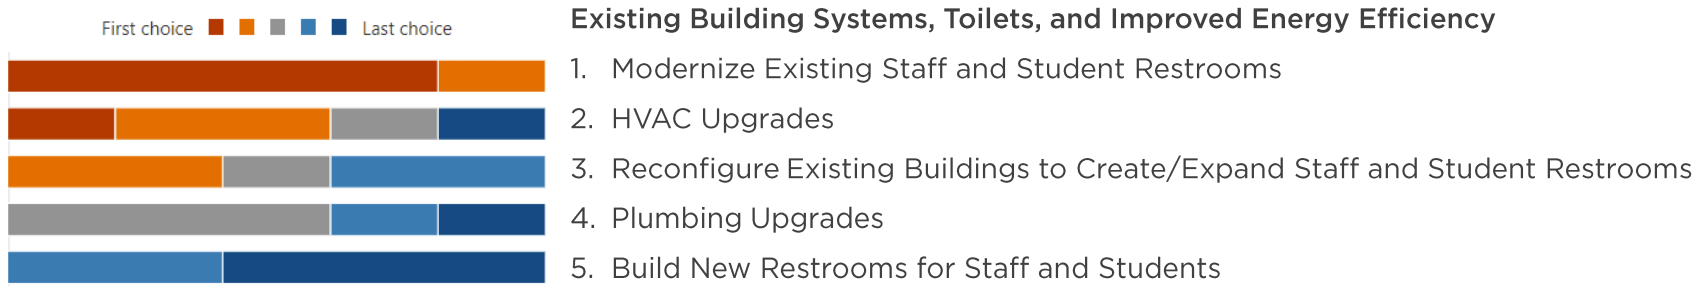 First choice Last choice
Existing Building Systems, Toilets, and Improved Energy Efficiency
1. Modernize Existing Staff and Student Restrooms
2. HVAC Upgrades
3. Reconfigure Existing Buildings to Create/Expand Staff and Student Restrooms
4. Plumbing Upgrades
5. Build New Restrooms for Staff and Students